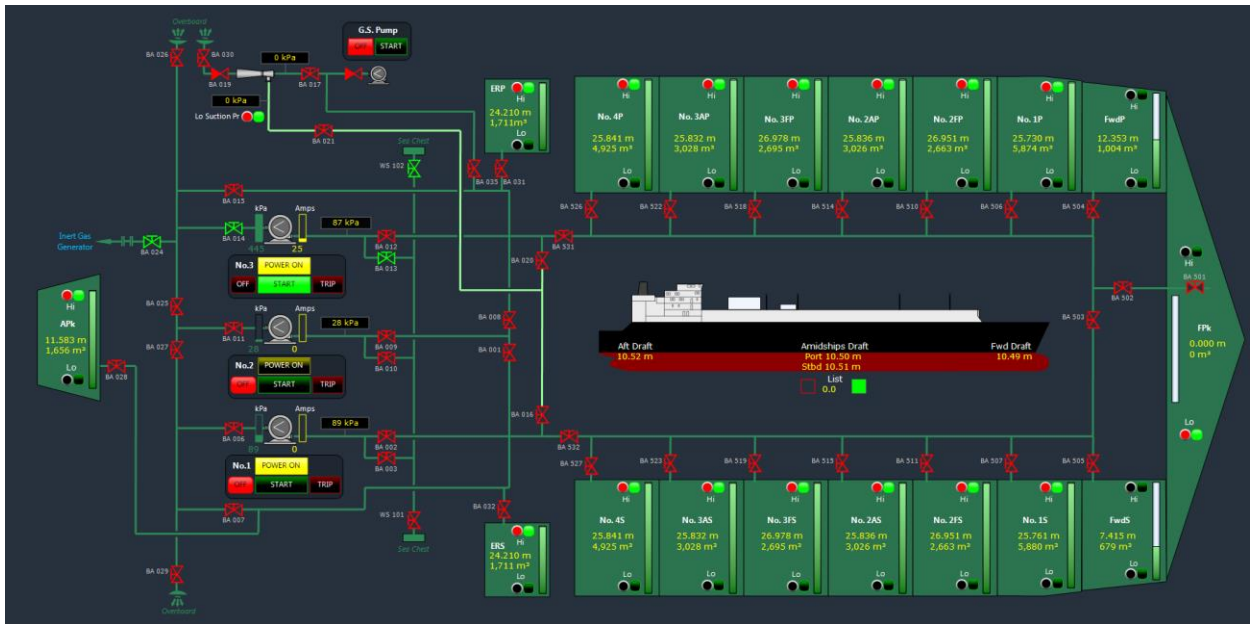 Overboard
BA 026
BA 030
0 kPa
G.S. Pump
OFF START
BA 019
BA 017
0 kPa
Lo Suction Pr
BA 021
Sea Chest
WS 102
BA 035
BA 031
ERP
Hi
24.210 m
1,711m³
Lo
Hi
No. 4P
25.841 m
4,925 m³
Lo
Hi
No. 3AP
25.832 m
3,028 m³
Lo
Hi
No. 3FP
26.978 m
2,695 m³
Lo
Hi
No. 2AP
25.836 m
3,026 m³
Lo
Hi
No. 2FP
26.951 m
2,663 m³
Lo
Hi
No. 1P
25.730 m
5,874 m³
Lo
Hi
FwdP
12.353 m
1,004 m³
Lo
BA 526
BA 522
BA 518
BA 514
BA 510
BA 506
BA 504
BA 015
kPa
Amps
87 kPa
BA 014
445
25
BA 012
BA 013
Inert Gas
Generator
BA 024
No.3
POWER ON
OFF START TRIP
BA 020
BA 531
Hi
BA 501
BA 502
BA 503
FPk
0.000 m
0 m³
Lo
Hi
APk
11.583 m
1,656 m³
Lo
BA 028
BA 025
BA 027
kPa
Amps
28 kPa
BA 011
28
0
BA 009
BA 010
BA 008
BA 001
No.2
POWER ON
OFF START TRIP
Aft Draft
10.52 m
Amidships Draft
Port 10.50 m
Stbd 10.51 m
Fwd Draft
10.49 m
List
0.0
kPa
Amps
89 kPa
BA 006
89
0
BA 002
BA 003
BA 016
BA 532
No.1
POWER ON
OFF START TRIP
BA 007
WS 101
Sea Chest
BA 032
BA 527
BA 523
BA 519
BA 515
BA 511
BA 507
BA 505
Hi
ERS
24.210 m
1,711 m³
Lo
Hi
No. 4S
25.841 m
4,925 m³
Lo
Hi
No. 3AS
25.832 m
3,028 m³
Lo
Hi
No. 3FS
26.978 m
2,695 m³
Lo
Hi
No. 2AS
25.836 m
3,026 m³
Lo
Hi
No. 2FS
26.951 m
2,663 m³
Lo
Hi
No. 1S
25.761 m
5,880 m³
Lo
Hi
FwdS
7.415 m
679 m³
Lo
BA 029
Overboard